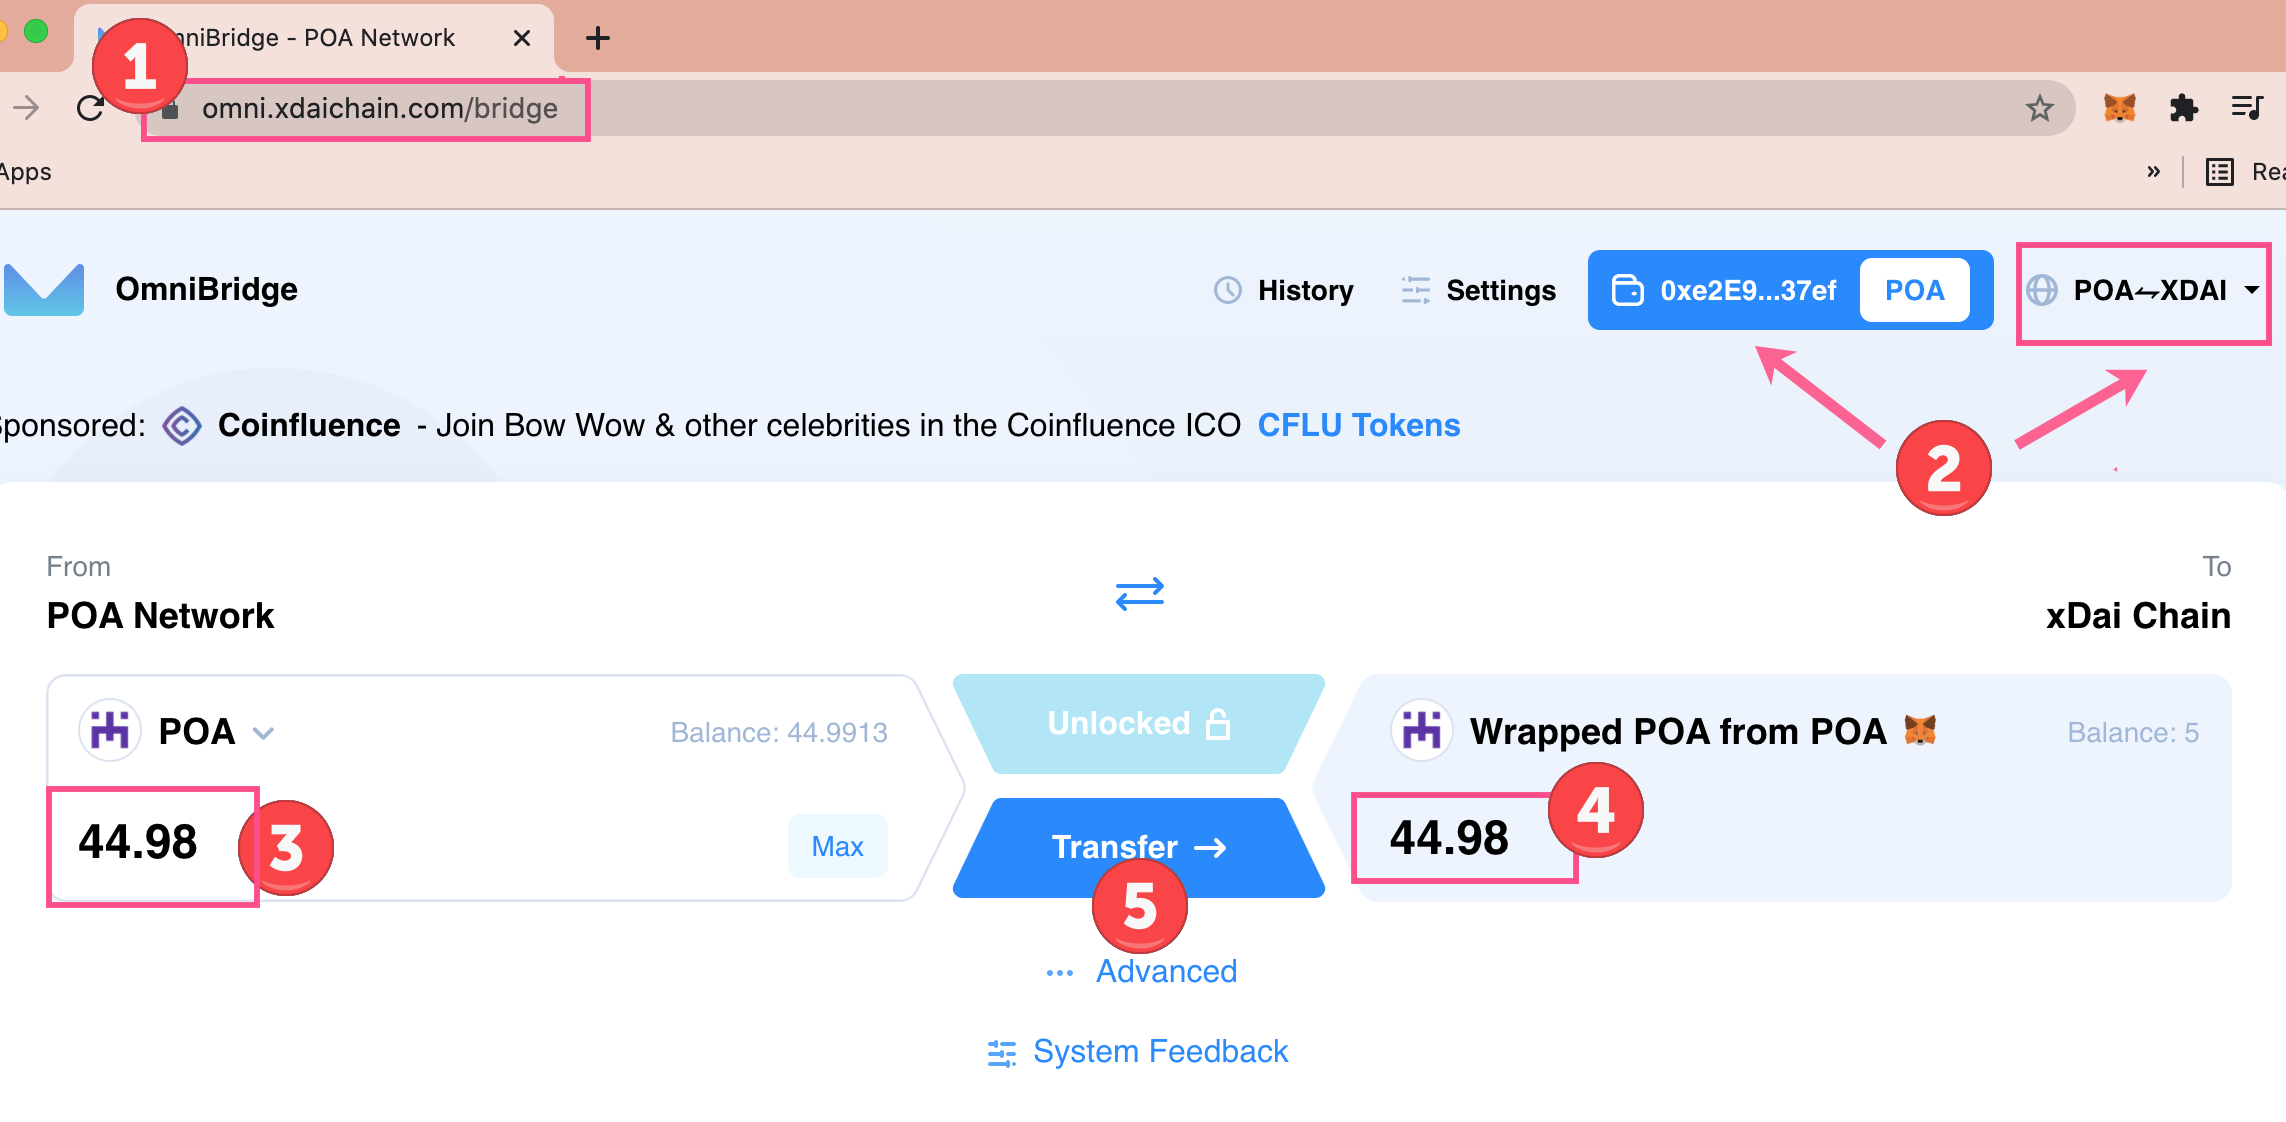 niBridge - POA Network
1
omni.xdaichain.com/bridge
Apps
»
Rea
OmniBridge
History
Settings
0xe2E9...37ef
POA
POA⇋XDAI
ponsored: Coinfluence - Join Bow Wow & other celebrities in the Coinfluence ICO CFLU Tokens
2
From
To
POA Network
xDai Chain
POA
Balance: 44.9913
Unlocked
Wrapped POA from POA
Balance: 5
44.98
3
Max
Transfer →
44.98
4
5
Advanced
System Feedback